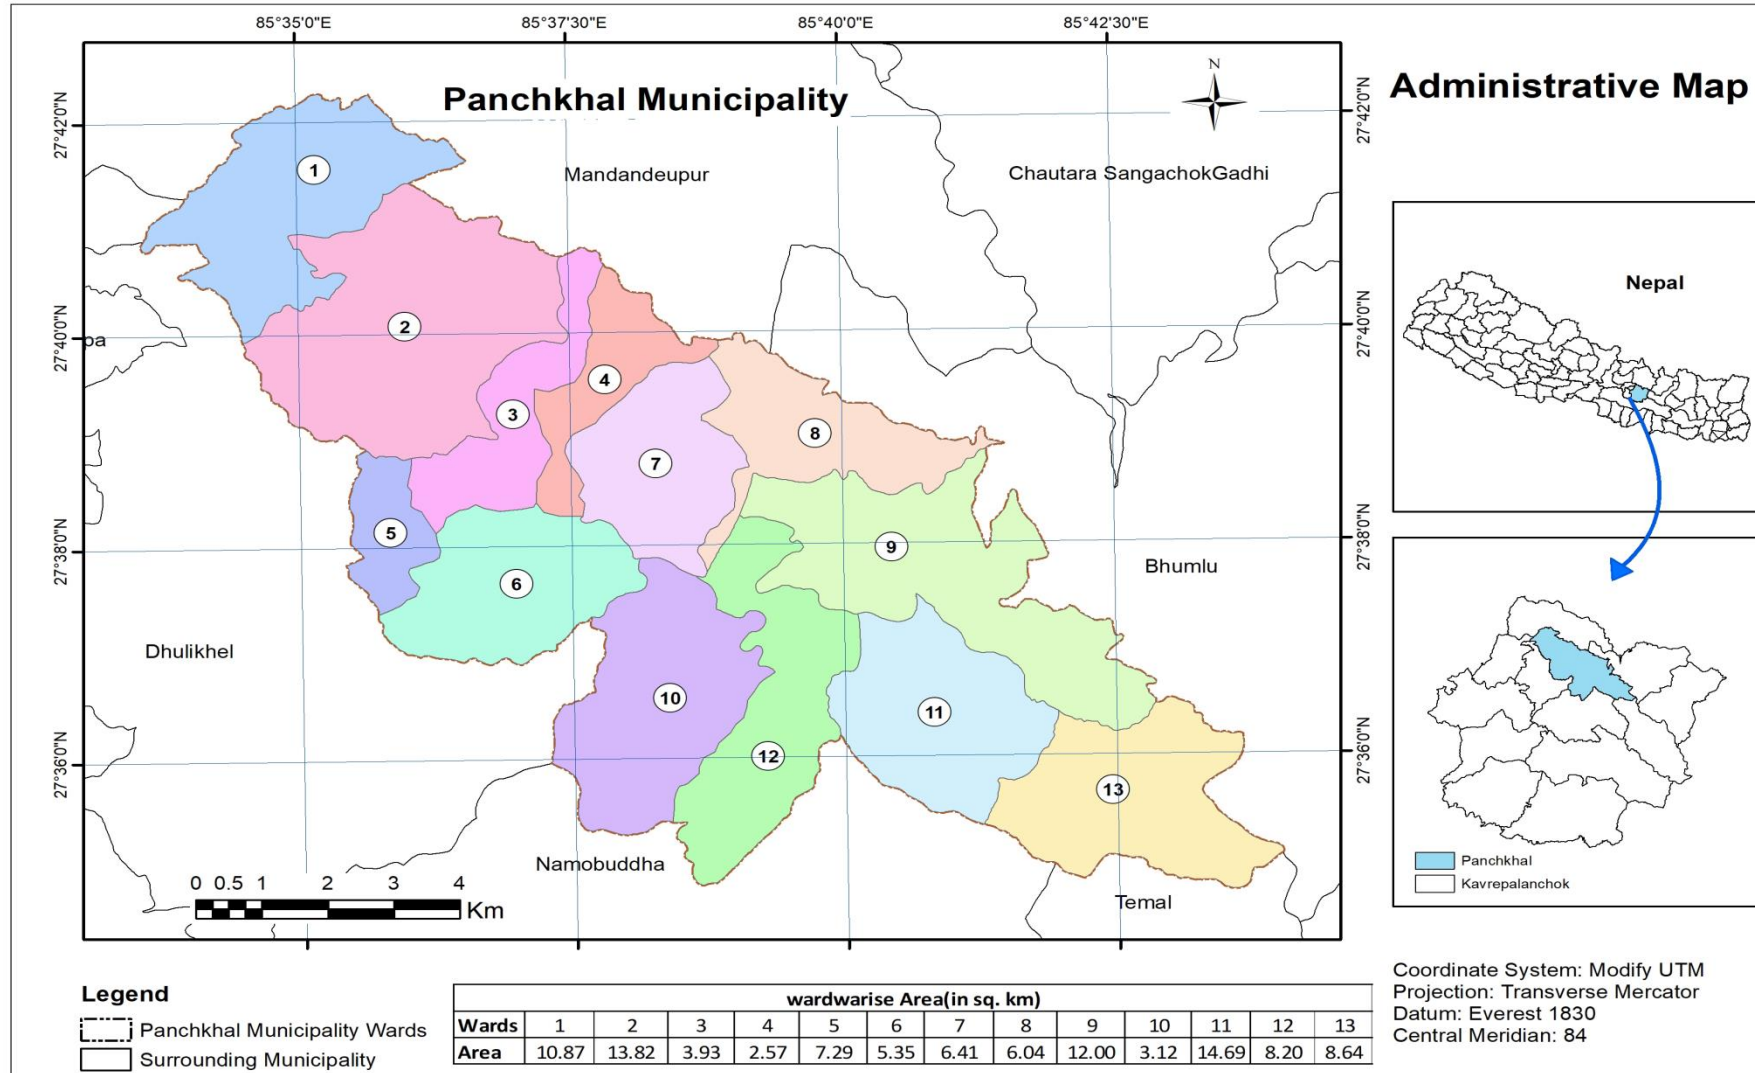 85°35'0"E 85°37'30"E 85°40'0"E 85°42'30"E
Panchkhal Municipality
N
Administrative Map
27°42'0"N
27°42'0"N
1
Mandandeupur
Chautara SangachokGadhi
Nepal
27°40'0"N
27°40'0"N
pa
2
4
3
8
7
5
9
27°38'0"N
27°38'0"N
6
Bhumlu
Dhulikhel
10
11
12
27°36'0"N
27°36'0"N
13
Namobuddha
Temal
0 0.5 1 2 3 4
Km
Panchkhal
Kavrepalanchok
Legend
Panchkhal Municipality Wards
Surrounding Municipality
wardwarise Area(in sq. km)
Wards 1 2 3 4 5 6 7 8 9 10 11 12 13
Area 10.87 13.82 3.93 2.57 7.29 5.35 6.41 6.04 12.00 3.12 14.69 8.20 8.64
Coordinate System: Modify UTM
Projection: Transverse Mercator
Datum: Everest 1830
Central Meridian: 84